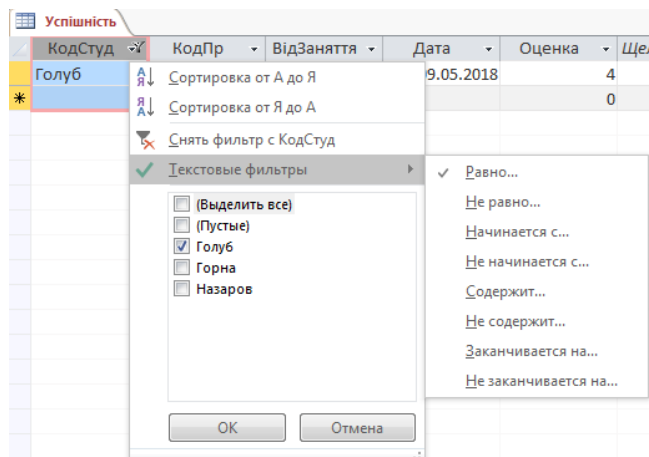 Успішність
КодСтуд КодПр ВідЗаняття Дата Оценка
Голуб 9.05.2018 4
0
Сортировка от А до Я
Сортировка от Я до А
Снять фильтр с КодСтуд
Текстовые фильтры
(Выделить все)
(Пустые)
Голуб
Горна
Назаров
ОК Отмена
Равно...
Не равно...
Начинается с...
Не начинается с...
Содержит...
Не содержит...
Заканчивается на...
Не заканчивается на...